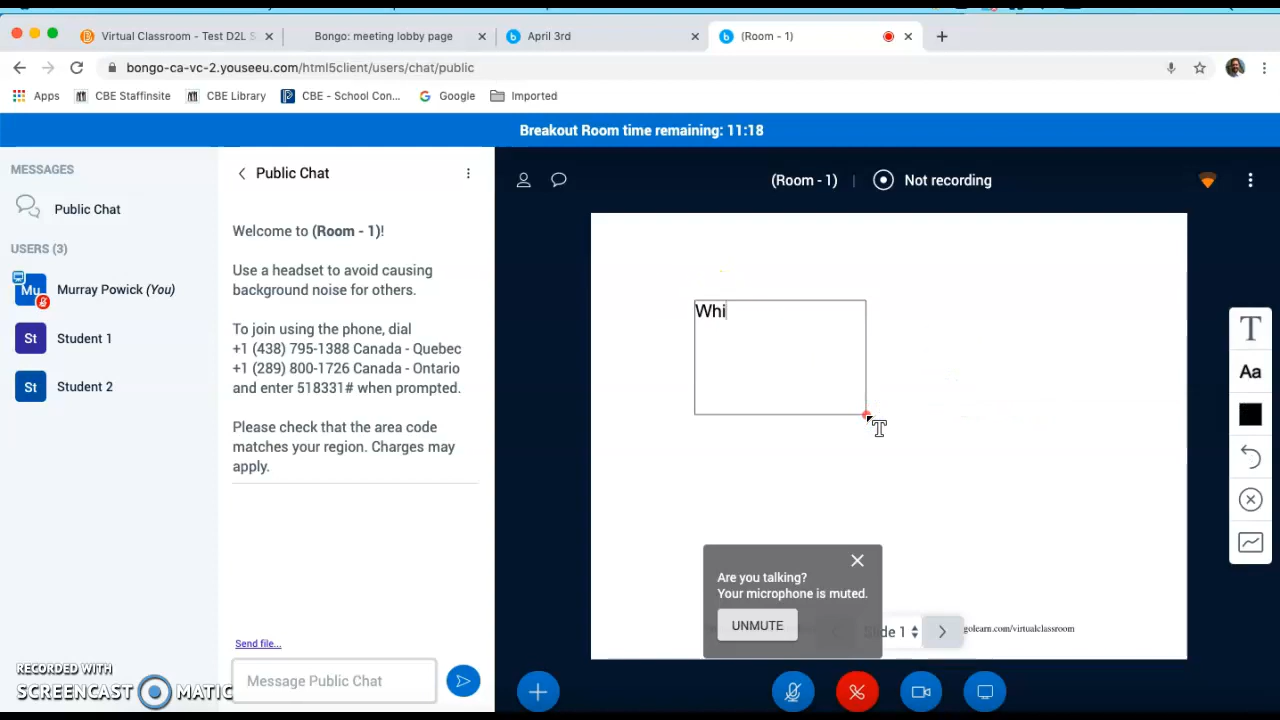 Virtual Classroom - Test D2L S
Bongo: meeting lobby page
April 3rd
(Room - 1)
bongo-ca-vc-2.youseeu.com/html5client/users/chat/public
Apps CBE Staffinsite CBE Library CBE - School Con... Google Imported
Breakout Room time remaining: 11:18
MESSAGES
Public Chat
USERS (3)
Mu Murray Powick (You)
St Student 1
St Student 2
Public Chat
Welcome to (Room - 1)!
Use a headset to avoid causing
background noise for others.
To join using the phone, dial
+1 (438) 795-1388 Canada - Quebec
+1 (289) 800-1726 Canada - Ontario
and enter 518331# when prompted.
Please check that the area code
matches your region. Charges may
apply.
Send file...
Message Public Chat
(Room - 1) | Not recording
Whi
T
Aa
Are you talking?
Your microphone is muted.
UNMUTE
Slide 1
golearn.com/virtualclassroom
RECORDED WITH
SCREENCAST MATIC